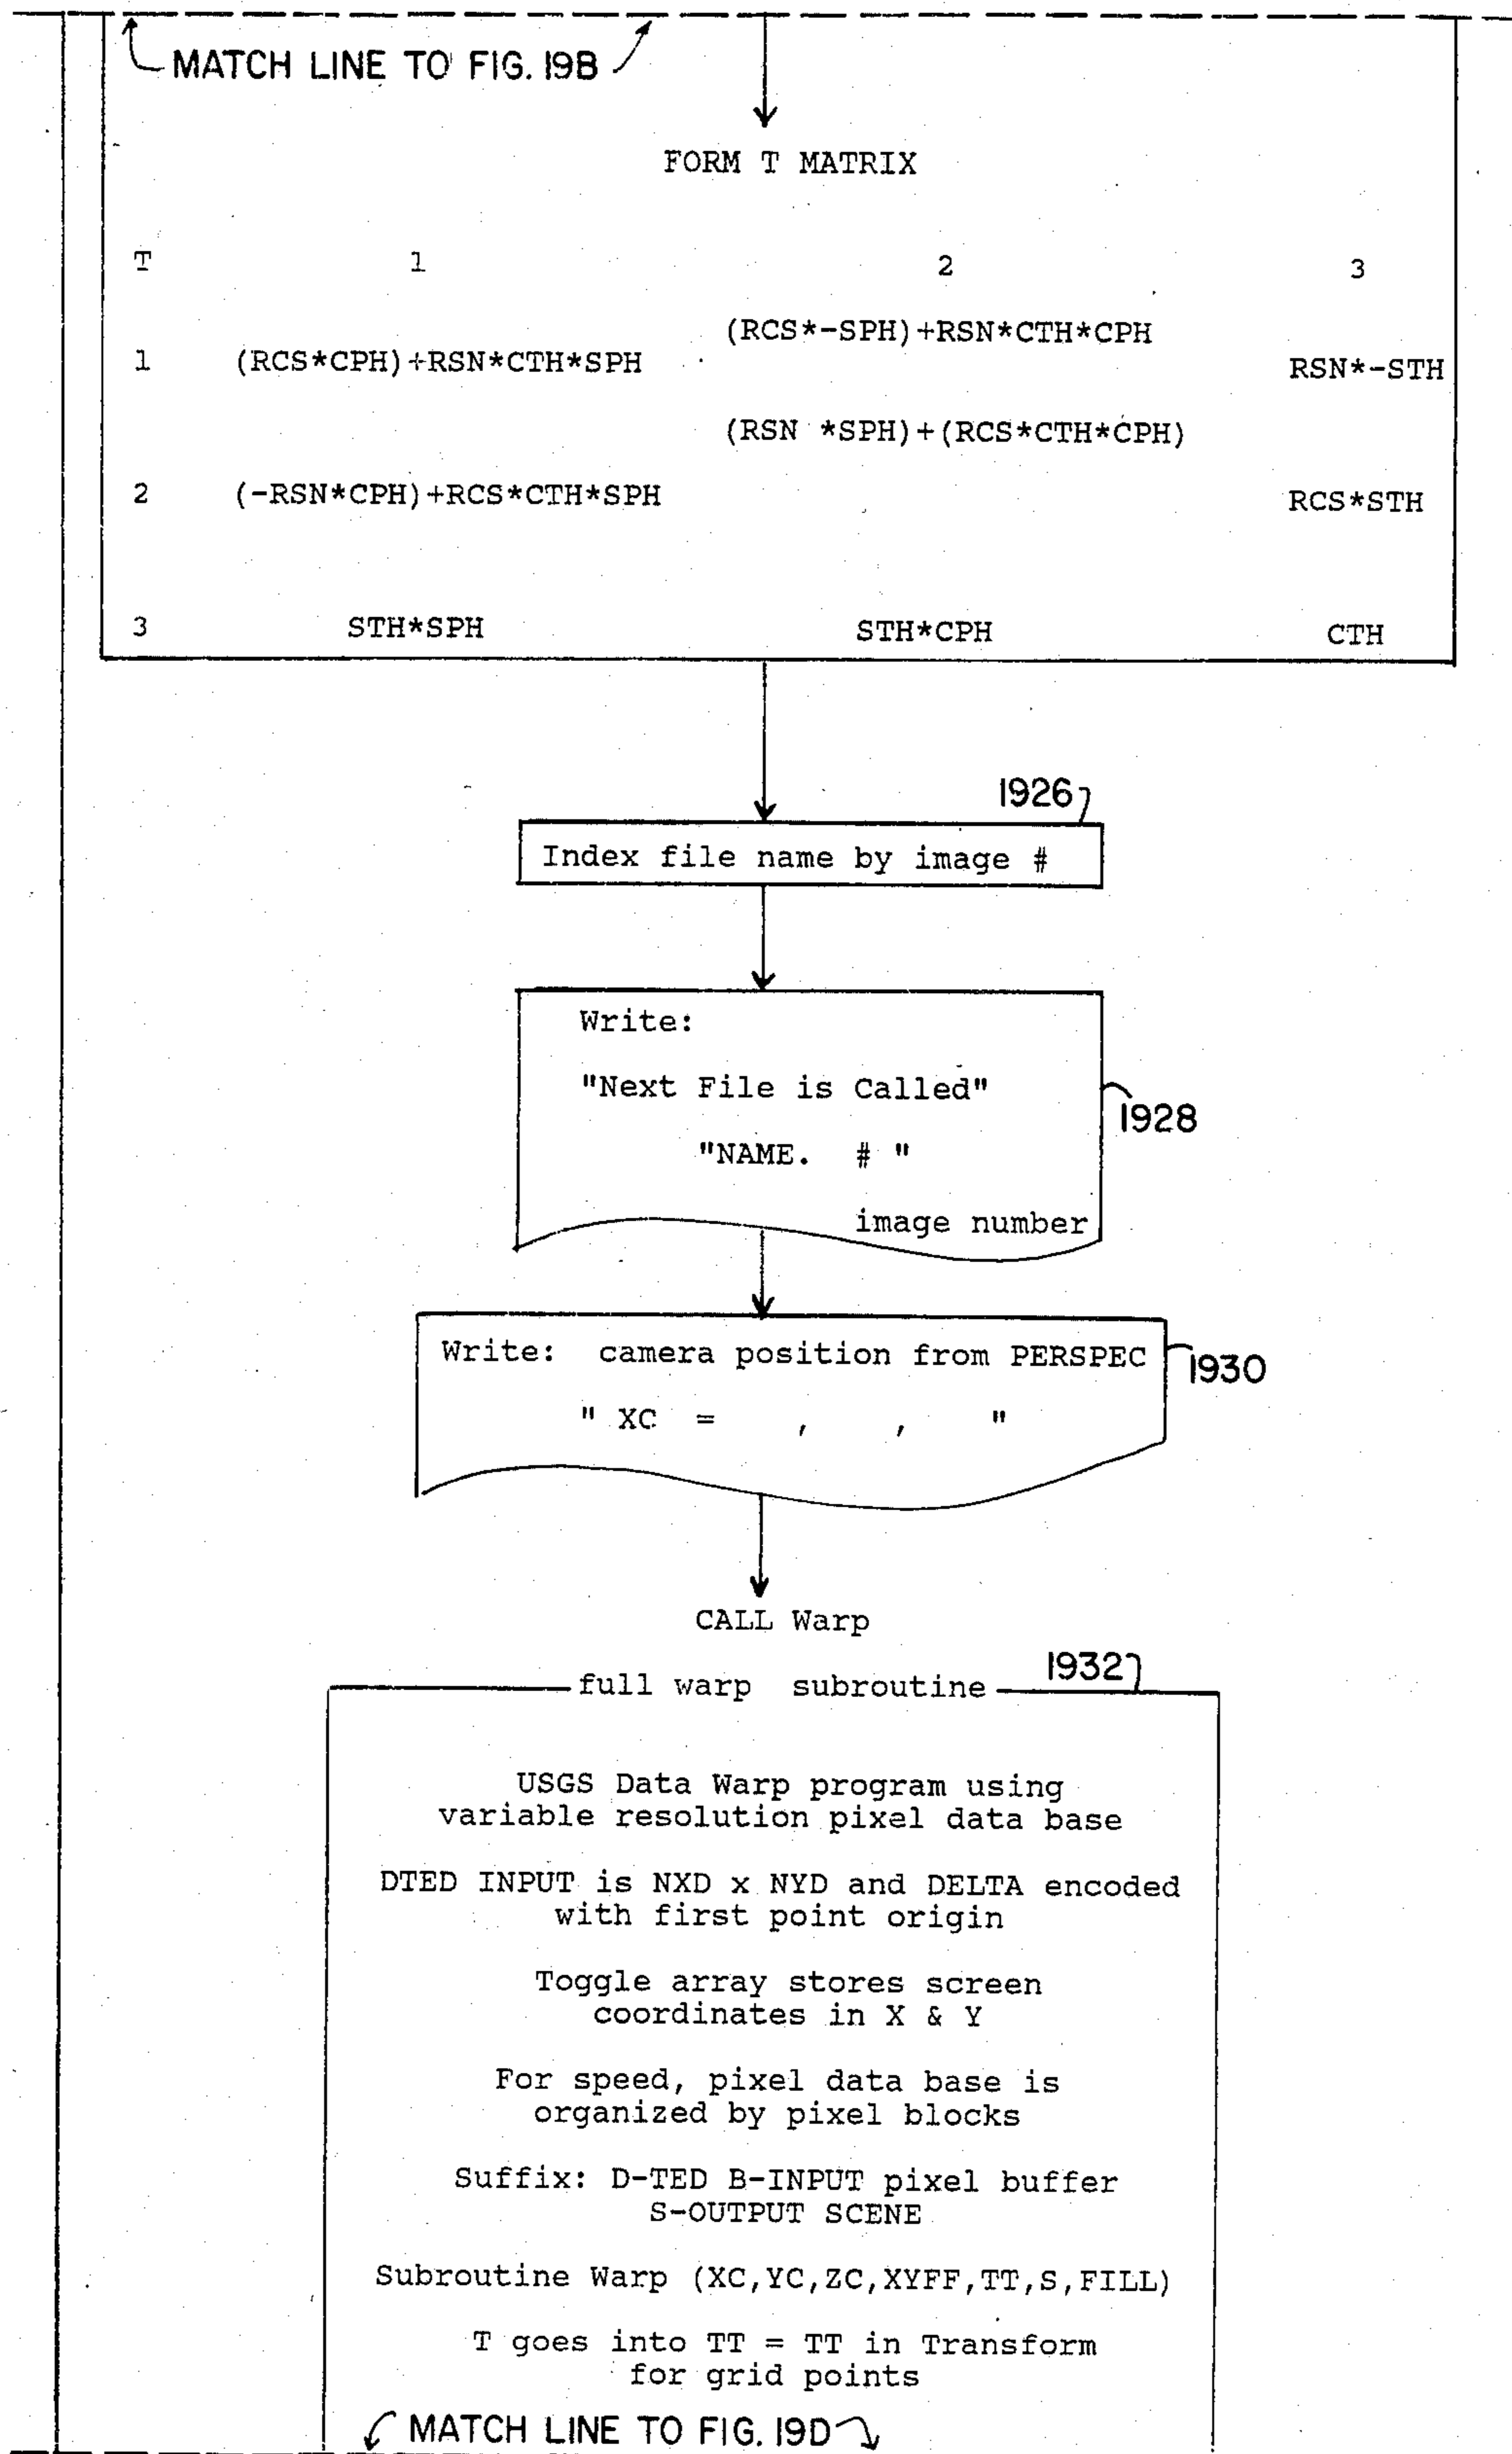 MATCH LINE TO FIG. 19B
FORM T MATRIX
T 1 2 3
(RCS*-SPH)+RSN*CTH*CPH
1 (RCS*CPH)+RSN*CTH*SPH RSN*-STH
(RSN *SPH)+(RCS*CTH*CPH)
2 (-RSN*CPH)+RCS*CTH*SPH RCS*STH
3 STH*SPH STH*CPH CTH
1926
Index file name by image #
Write:
"Next File is Called"
1928
"NAME. # "
image number
Write: camera position from PERSPEC
1930
" XC = , , "
CALL Warp
1932
full warp subroutine
USGS Data Warp program using
variable resolution pixel data base
DTED INPUT is NXD x NYD and DELTA encoded
with first point origin
Toggle array stores screen
coordinates in X & Y
For speed, pixel data base is
organized by pixel blocks
Suffix: D-TED B-INPUT pixel buffer
S-OUTPUT SCENE
Subroutine Warp (XC,YC,ZC,XYFF,TT,S,FILL)
T goes into TT = TT in Transform
for grid points
MATCH LINE TO FIG. 19D